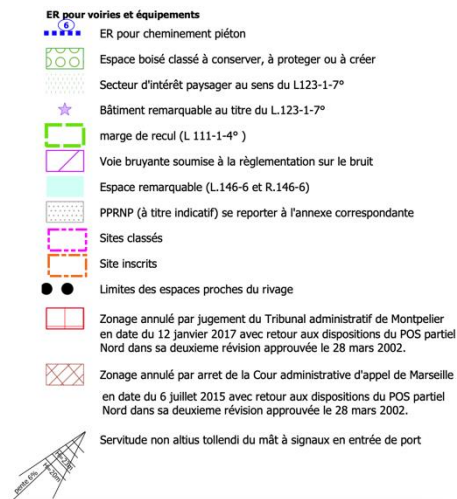 ER pour voiries et équipements
6
ER pour cheminement piéton
Espace boisé classé à conserver, à proteger ou à créer
Secteur d'intérêt paysager au sens du L123-1-7°
Bâtiment remarquable au titre du L.123-1-7°
marge de recul (L 111-1-4° )
Voie bruyante soumise à la règlementation sur le bruit
Espace remarquable (L.146-6 et R.146-6)
PPRNP (à titre indicatif) se reporter à l'annexe correspondante
Sites classés
Site inscrits
Limites des espaces proches du rivage
Zonage annulé par jugement du Tribunal administratif de Montpelier
en date du 12 janvier 2017 avec retour aux dispositions du POS partiel
Nord dans sa deuxieme révision approuvée le 28 mars 2002.
Zonage annulé par arret de la Cour administrative d'appel de Marseille
en date du 6 juillet 2015 avec retour aux dispositions du POS partiel
Nord dans sa deuxieme révision approuvée le 28 mars 2002.
Servitude non altius tollendi du mât à signaux en entrée de port
pente 6%